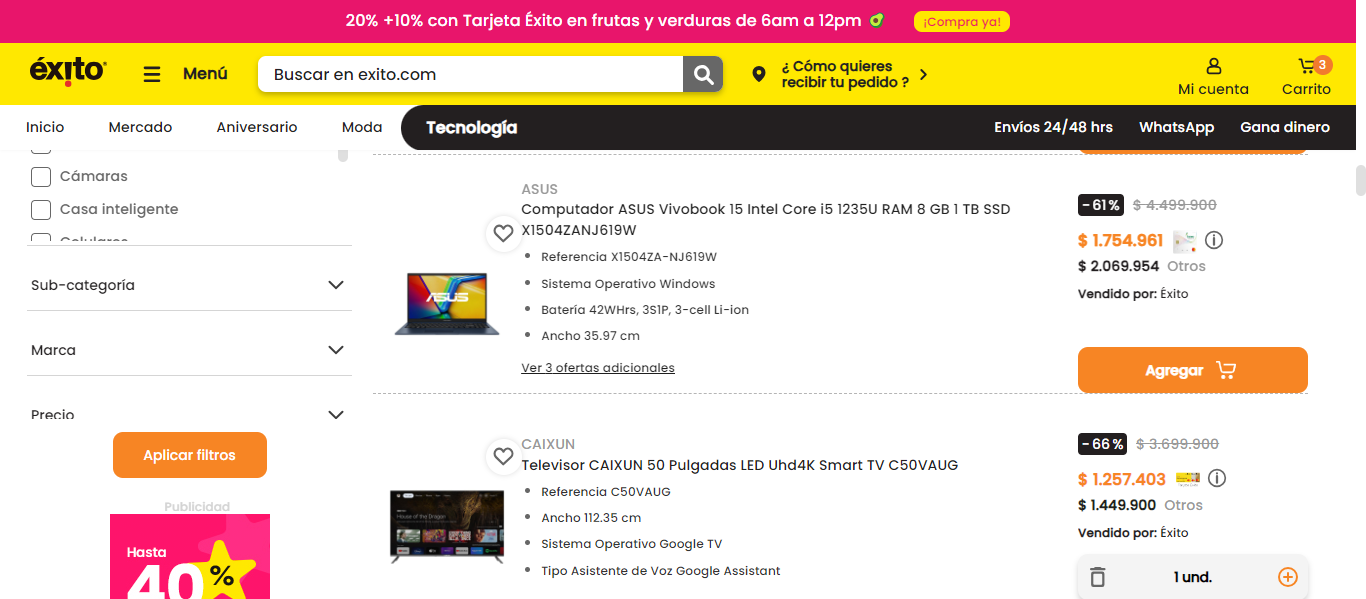 20% +10% con Tarjeta Éxito en frutas y verduras de 6am a 12pm
¡Compra ya!
éxito
Menú
Buscar en exito.com
¿ Cómo quieres
recibir tu pedido ?
Mi cuenta
3
Carrito
Inicio
Mercado
Aniversario
Moda
Tecnología
Envíos 24/48 hrs
WhatsApp
Gana dinero
Cámaras
Casa inteligente
Celulares
Sub-categoría
Marca
Precio
Aplicar filtros
Publicidad
Hasta
40%
ASUS
Computador ASUS Vivobook 15 Intel Core i5 1235U RAM 8 GB 1 TB SSD
X1504ZANJ619W
Referencia X1504ZA-NJ619W
Sistema Operativo Windows
Batería 42WHrs, 3S1P, 3-cell Li-ion
Ancho 35.97 cm
Ver 3 ofertas adicionales
ASUS
-61% $ 4.499.900
$ 1.754.961
$ 2.069.954 Otros
Vendido por: Éxito
Agregar
CAIXUN
Televisor CAIXUN 50 Pulgadas LED Uhd4K Smart TV C50VAUG
Referencia C50VAUG
Ancho 112.35 cm
Sistema Operativo Google TV
Tipo Asistente de Voz Google Assistant
House of the Dragon
-66% $ 3.699.900
$ 1.257.403
$ 1.449.900 Otros
Vendido por: Éxito
1 und.